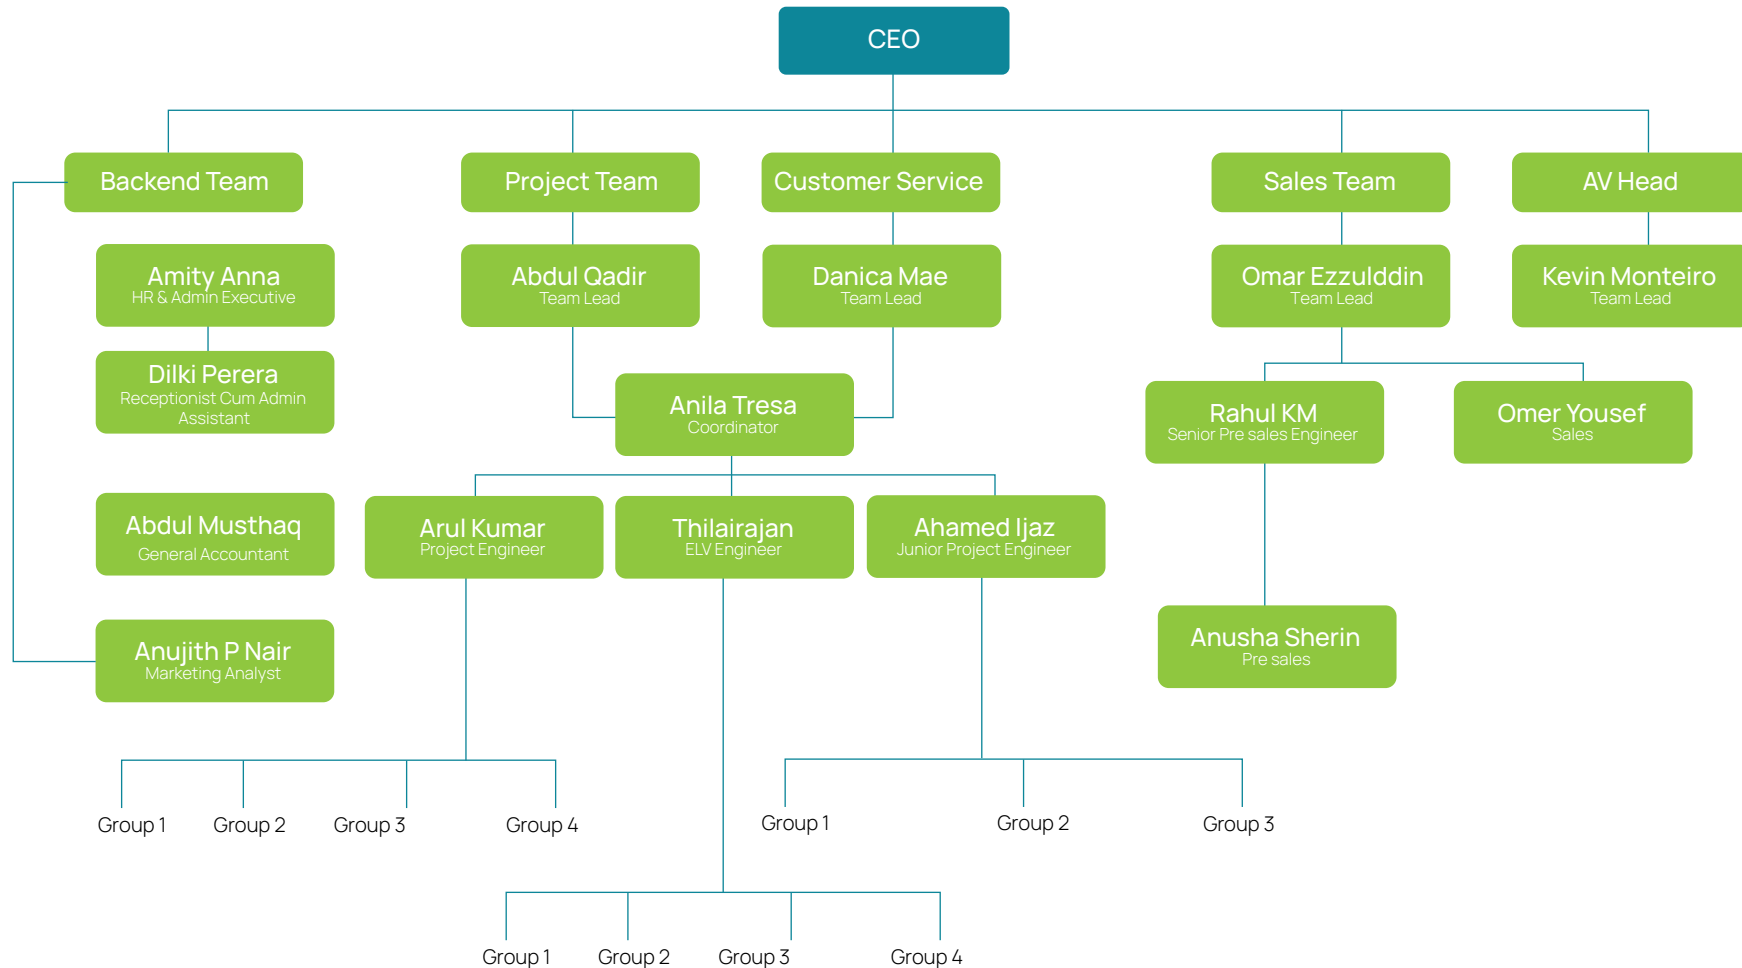 CEO
Backend Team
Project Team
Customer Service
Sales Team
AV Head
Amity Anna
HR & Admin Executive
Abdul Qadir
Team Lead
Danica Mae
Team Lead
Omar Ezzulddin
Team Lead
Kevin Monteiro
Team Lead
Dilki Perera
Receptionist Cum Admin
Assistant
Anila Tresa
Coordinator
Rahul KM
Senior Pre sales Engineer
Omer Yousef
Sales
Abdul Musthaq
General Accountant
Arul Kumar
Project Engineer
Thilairajan
ELV Engineer
Ahamed Ijaz
Junior Project Engineer
Anujith P Nair
Marketing Analyst
Anusha Sherin
Pre sales
Group 1
Group 2
Group 3
Group 4
Group 1
Group 2
Group 3
Group 1
Group 2
Group 3
Group 4